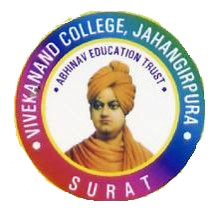 • VIVEKANAND COLLEGE, JAHANGIRPURA •
• ABHINAV EDUCATION TRUST •
SURAT